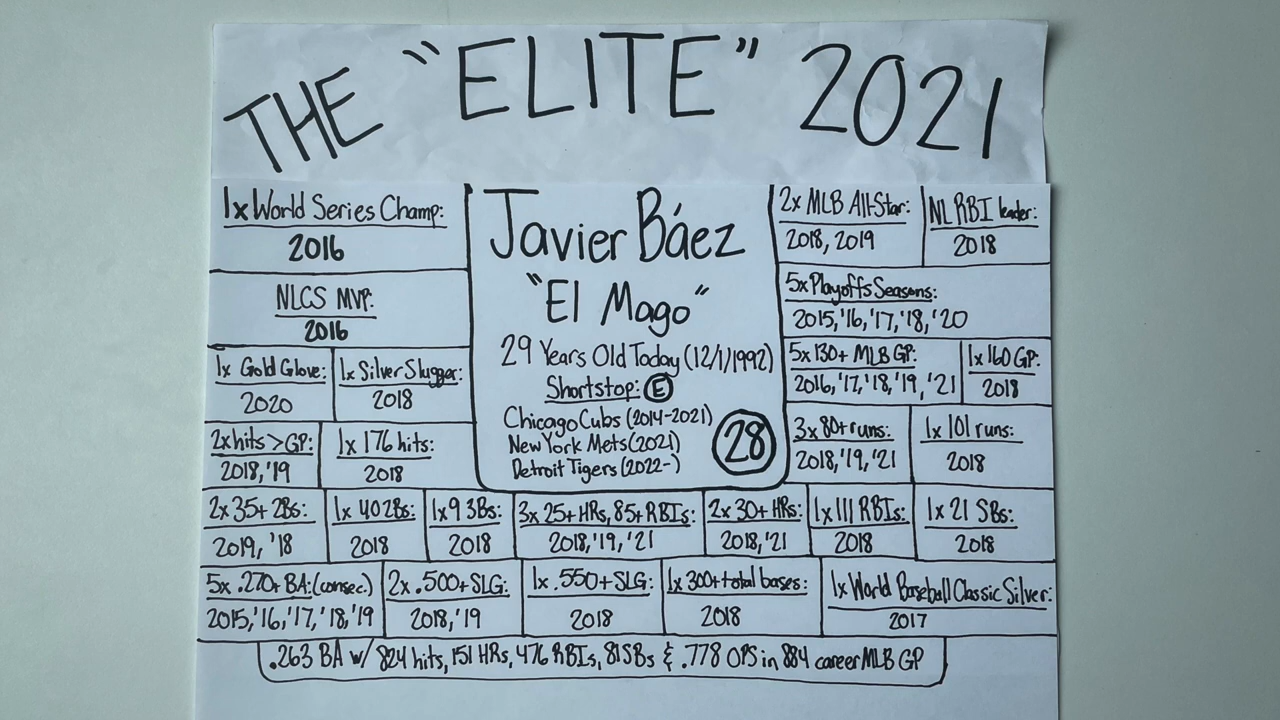 THE "ELITE" 2021
1x World Series Champ:
2016
NLCS MVP:
2016
1x Gold Glove:
2020
1x Silver Slugger:
2018
2x hits > GP:
2018, '19
1x 176 hits:
2018
Javier Báez
"El Mago"
29 Years Old Today (12/1/1992)
Shortstop: E
Chicago Cubs (2014-2021)
New York Mets (2021)
Detroit Tigers (2022-)
28
2x MLB All-Star:
2018, 2019
NL RBI leader:
2018
5x Playoffs Seasons:
2015, '16, '17, '18, '20
5x 130+ MLB GP:
2016, '17, '18, '19, '21
1x 160 GP:
2018
3x 80+ runs:
2018, '19, '21
1x 101 runs:
2018
2x 35+ 2Bs:
2019, '18
1x 40 2Bs:
2018
1x 9 3Bs:
2018
3x 25+ HRs, 85+ RBIs:
2018, '19, '21
2x 30+ HRs:
2018, '21
1x 111 RBIs:
2018
1x 21 SBs:
2018
5x .270+ BA: (consec.)
2015, '16, '17, '18, '19
2x .500+ SLG:
2018, '19
1x .550+ SLG:
2018
1x 300+ total bases:
2018
1x World Baseball Classic Silver:
2017
.263 BA w/ 824 hits, 151 HRs, 476 RBIs, 81 SBs & .778 OPS in 884 career MLB GP